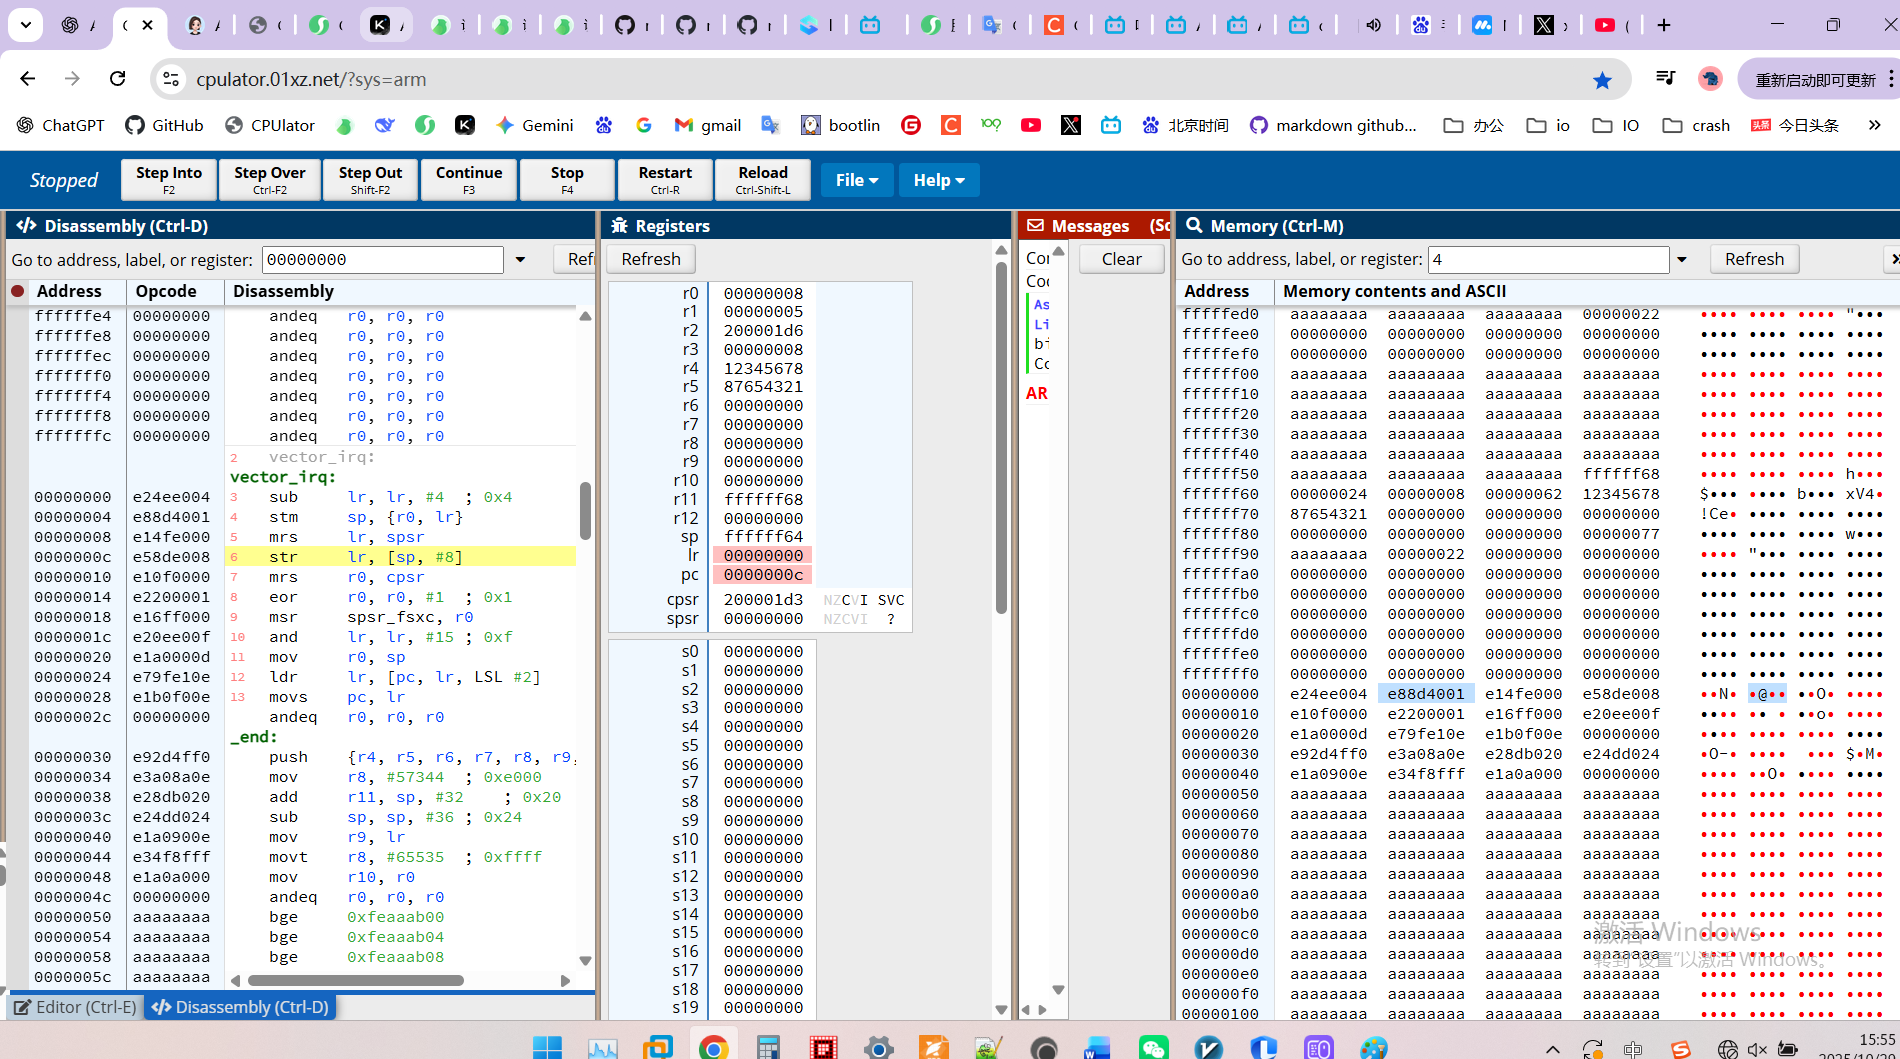 cpulator.01xz.net/?sys=arm
重新启动即可更新
ChatGPT GitHub CPUlator Gemini gmail bootlin 北京时间 markdown github... 办公 io IO crash 今日头条 »
Stopped
Step Into F2
Step Over Ctrl-F2
Step Out Shift-F2
Continue F3
Stop F4
Restart Ctrl-R
Reload Ctrl-Shift-L
File
Help
Disassembly (Ctrl-D)
Go to address, label, or register: 00000000
Address Opcode Disassembly
ffffffe4 00000000 andeq r0, r0, r0
ffffffe8 00000000 andeq r0, r0, r0
ffffffec 00000000 andeq r0, r0, r0
fffffff0 00000000 andeq r0, r0, r0
fffffff4 00000000 andeq r0, r0, r0
fffffff8 00000000 andeq r0, r0, r0
fffffffc 00000000 andeq r0, r0, r0
2 vector_irq:
vector_irq:
00000000 e24ee004 3 sub lr, lr, #4 ; 0x4
00000004 e88d4001 4 stm sp, {r0, lr}
00000008 e14fe000 5 mrs lr, spsr
0000000c e58de008 6 str lr, [sp, #8]
00000010 e10f0000 7 mrs r0, cpsr
00000014 e2200001 8 eor r0, r0, #1 ; 0x1
00000018 e16ff000 9 msr spsr_fsxc, r0
0000001c e20ee00f 10 and lr, lr, #15 ; 0xf
00000020 e1a0000d 11 mov r0, sp
00000024 e79fe10e 12 ldr lr, [pc, lr, LSL #2]
00000028 e1b0f00e 13 movs pc, lr
0000002c 00000000 andeq r0, r0, r0
_end:
00000030 e92d4ff0 push {r4, r5, r6, r7, r8, r9,
00000034 e3a08a0e mov r8, #57344 ; 0xe000
00000038 e28db020 add r11, sp, #32 ; 0x20
0000003c e24dd024 sub sp, sp, #36 ; 0x24
00000040 e1a0900e mov r9, lr
00000044 e34f8fff movt r8, #65535 ; 0xffff
00000048 e1a0a000 mov r10, r0
0000004c 00000000 andeq r0, r0, r0
00000050 aaaaaaaa bge 0xfeaaab00
00000054 aaaaaaaa bge 0xfeaaab04
00000058 aaaaaaaa bge 0xfeaaab08
0000005c aaaaaaaa
Editor (Ctrl-E) Disassembly (Ctrl-D)
Registers
Refresh
r0 00000008
r1 00000005
r2 200001d6
r3 00000008
r4 12345678
r5 87654321
r6 00000000
r7 00000000
r8 00000000
r9 00000000
r10 00000000
r11 ffffff68
r12 00000000
sp ffffff64
lr 00000000
pc 0000000c
cpsr 200001d3 NZCVI SVC
spsr 00000000 NZCVI ?
s0 00000000
s1 00000000
s2 00000000
s3 00000000
s4 00000000
s5 00000000
s6 00000000
s7 00000000
s8 00000000
s9 00000000
s10 00000000
s11 00000000
s12 00000000
s13 00000000
s14 00000000
s15 00000000
s16 00000000
s17 00000000
s18 00000000
s19 00000000
Messages
Clear
Memory (Ctrl-M)
Go to address, label, or register: 4
Refresh
Address Memory contents and ASCII
fffffed0 aaaaaaaa aaaaaaaa aaaaaaaa 00000022
fffffee0 00000000 00000000 00000000 00000000
fffffef0 00000000 00000000 00000000 00000000
ffffff00 aaaaaaaa aaaaaaaa aaaaaaaa aaaaaaaa
ffffff10 aaaaaaaa aaaaaaaa aaaaaaaa aaaaaaaa
ffffff20 aaaaaaaa aaaaaaaa aaaaaaaa aaaaaaaa
ffffff30 aaaaaaaa aaaaaaaa aaaaaaaa aaaaaaaa
ffffff40 aaaaaaaa aaaaaaaa aaaaaaaa aaaaaaaa
ffffff50 aaaaaaaa aaaaaaaa aaaaaaaa ffffff68
ffffff60 00000024 00000008 00000062 12345678
ffffff70 87654321 00000000 00000000 00000000
ffffff80 00000000 00000000 00000000 00000077
ffffff90 aaaaaaaa 00000022 00000000 00000000
ffffffa0 00000000 00000000 00000000 00000000
ffffffb0 00000000 00000000 00000000 00000000
ffffffc0 00000000 00000000 00000000 00000000
ffffffd0 00000000 00000000 00000000 00000000
ffffffe0 00000000 00000000 00000000 00000000
fffffff0 00000000 00000000 00000000 00000000
00000000 e24ee004 e88d4001 e14fe000 e58de008
00000010 e10f0000 e2200001 e16ff000 e20ee00f
00000020 e1a0000d e79fe10e e1b0f00e 00000000
00000030 e92d4ff0 e3a08a0e e28db020 e24dd024
00000040 e1a0900e e34f8fff e1a0a000 00000000
00000050 aaaaaaaa aaaaaaaa aaaaaaaa aaaaaaaa
00000060 aaaaaaaa aaaaaaaa aaaaaaaa aaaaaaaa
00000070 aaaaaaaa aaaaaaaa aaaaaaaa aaaaaaaa
00000080 aaaaaaaa aaaaaaaa aaaaaaaa aaaaaaaa
00000090 aaaaaaaa aaaaaaaa aaaaaaaa aaaaaaaa
000000a0 aaaaaaaa aaaaaaaa aaaaaaaa aaaaaaaa
000000b0 aaaaaaaa aaaaaaaa aaaaaaaa aaaaaaaa
000000c0 aaaaaaaa aaaaaaaa aaaaaaaa aaaaaaaa
000000d0 aaaaaaaa aaaaaaaa aaaaaaaa aaaaaaaa
000000e0 aaaaaaaa aaaaaaaa aaaaaaaa aaaaaaaa
000000f0 aaaaaaaa aaaaaaaa aaaaaaaa aaaaaaaa
00000100 aaaaaaaa aaaaaaaa aaaaaaaa aaaaaaaa
激活 Windows
转到"设置"以激活 Windows。
中
15:55